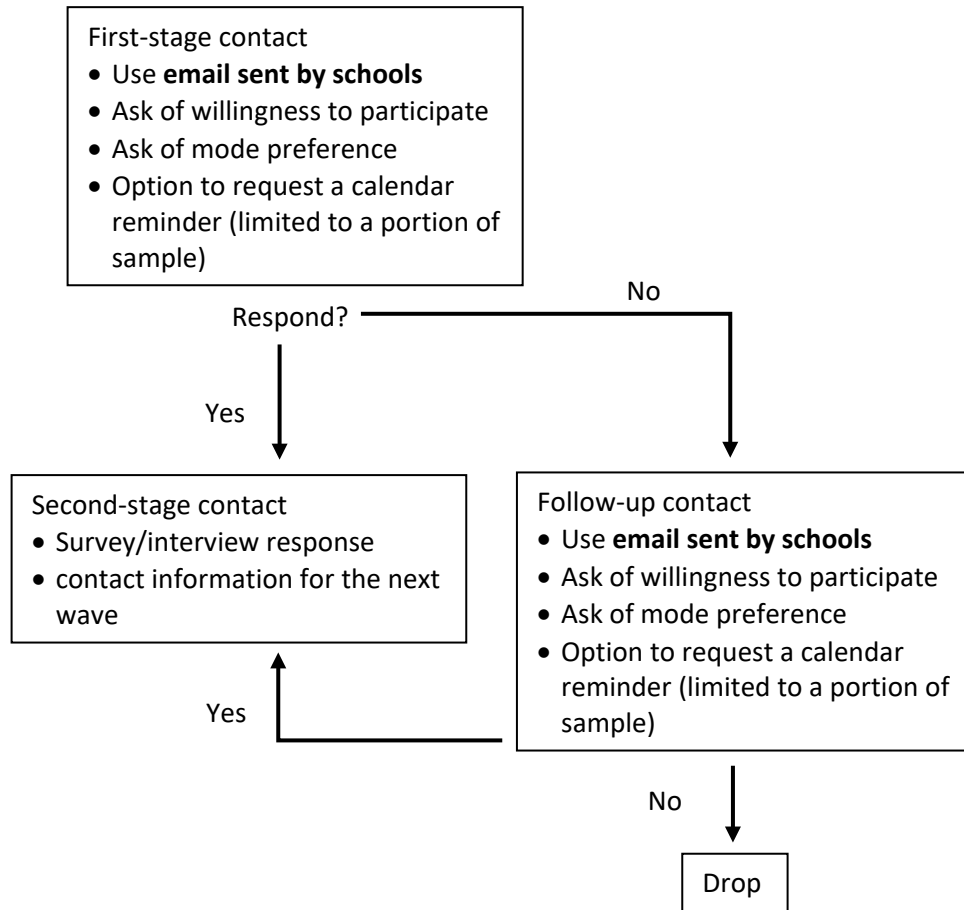 First-stage contact
• Use email sent by schools
• Ask of willingness to participate
• Ask of mode preference
• Option to request a calendar
reminder (limited to a portion of
sample)
No
Respond?
Yes
Second-stage contact
• Survey/interview response
• contact information for the next
wave
Follow-up contact
• Use email sent by schools
• Ask of willingness to participate
• Ask of mode preference
• Option to request a calendar
reminder (limited to a portion of
sample)
Yes
No
Drop